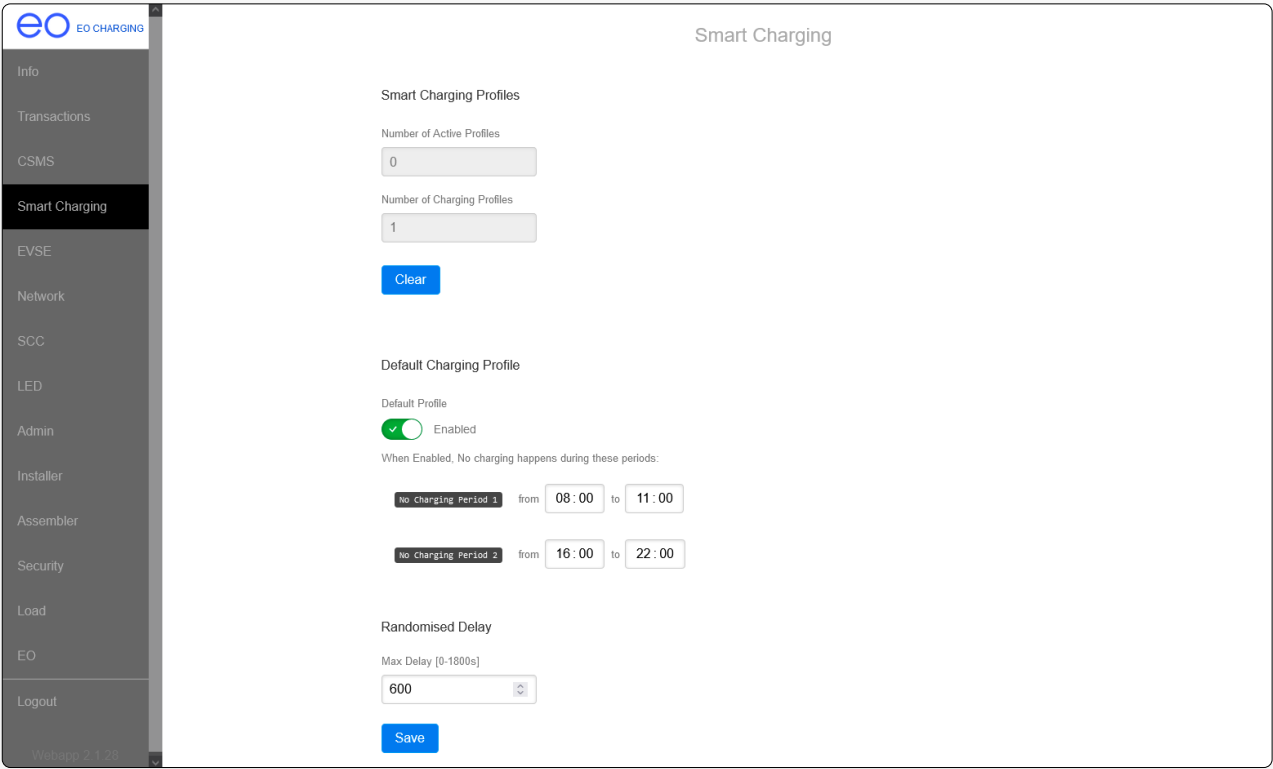 eo EO CHARGING
Info
Transactions
CSMS
Smart Charging
EVSE
Network
SCC
LED
Admin
Installer
Assembler
Security
Load
EO
Logout
Webapp 2.1.28
Smart Charging
Smart Charging Profiles
Number of Active Profiles
0
Number of Charging Profiles
1
Clear
Default Charging Profile
Default Profile
Enabled
When Enabled, No charging happens during these periods:
No Charging Period 1 from 08:00 to 11:00
No Charging Period 2 from 16:00 to 22:00
Randomised Delay
Max Delay [0-1800s]
600
Save